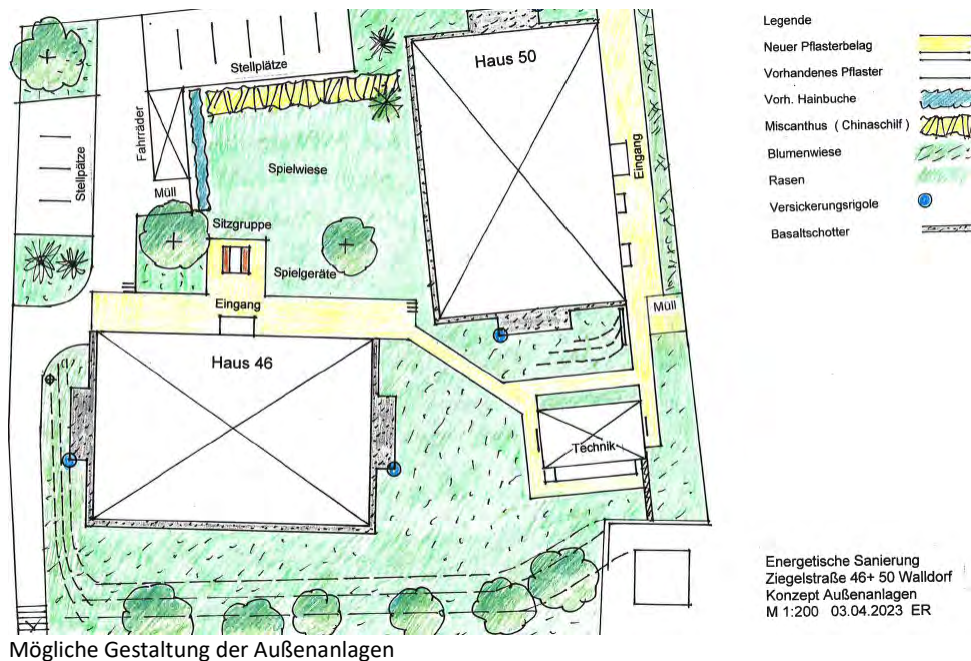 Stellplätze
Haus 50
Fahrräder
Stellplätze
Eingang
Spielwiese
Müll
Sitzgruppe
Spielgeräte
Eingang
Müll
Haus 46
Technik
Legende
Neuer Pflasterbelag
Vorhandenes Pflaster
Vorh. Hainbuche
Miscanthus ( Chinaschilf )
Blumenwiese
Rasen
Versickerungsrigole
Basaltschotter
Energetische Sanierung
Ziegelstraße 46+ 50 Walldorf
Konzept Außenanlagen
M 1:200 03.04.2023 ER
Mögliche Gestaltung der Außenanlagen